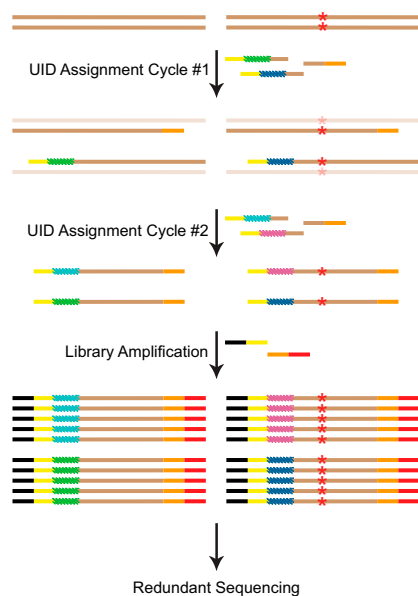 UID Assignment Cycle #1
UID Assignment Cycle #2
Library Amplification
Redundant Sequencing